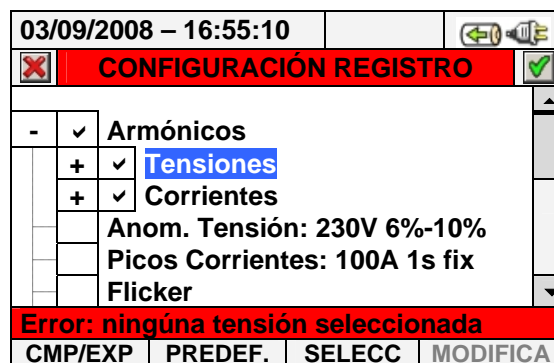 03/09/2008 – 16:55:10
CONFIGURACIÓN REGISTRO
- Armónicos
+ Tensiones
+ Corrientes
Anom. Tensión: 230V 6%-10%
Picos Corrientes: 100A 1s fix
Flicker
Error: ningúna tensión seleccionada
CMP/EXP PREDEF. SELECC MODIFICA